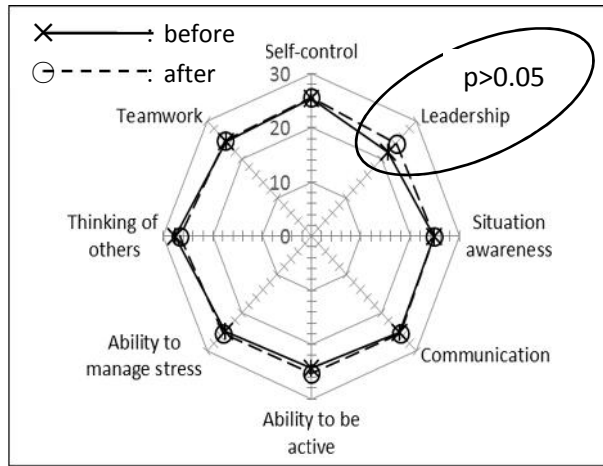 : before
: after
Self-control
p>0.05
30
Teamwork
Leadership
20
10
Thinking of
others
0
Situation
awareness
Ability to
manage stress
Communication
Ability to be
active